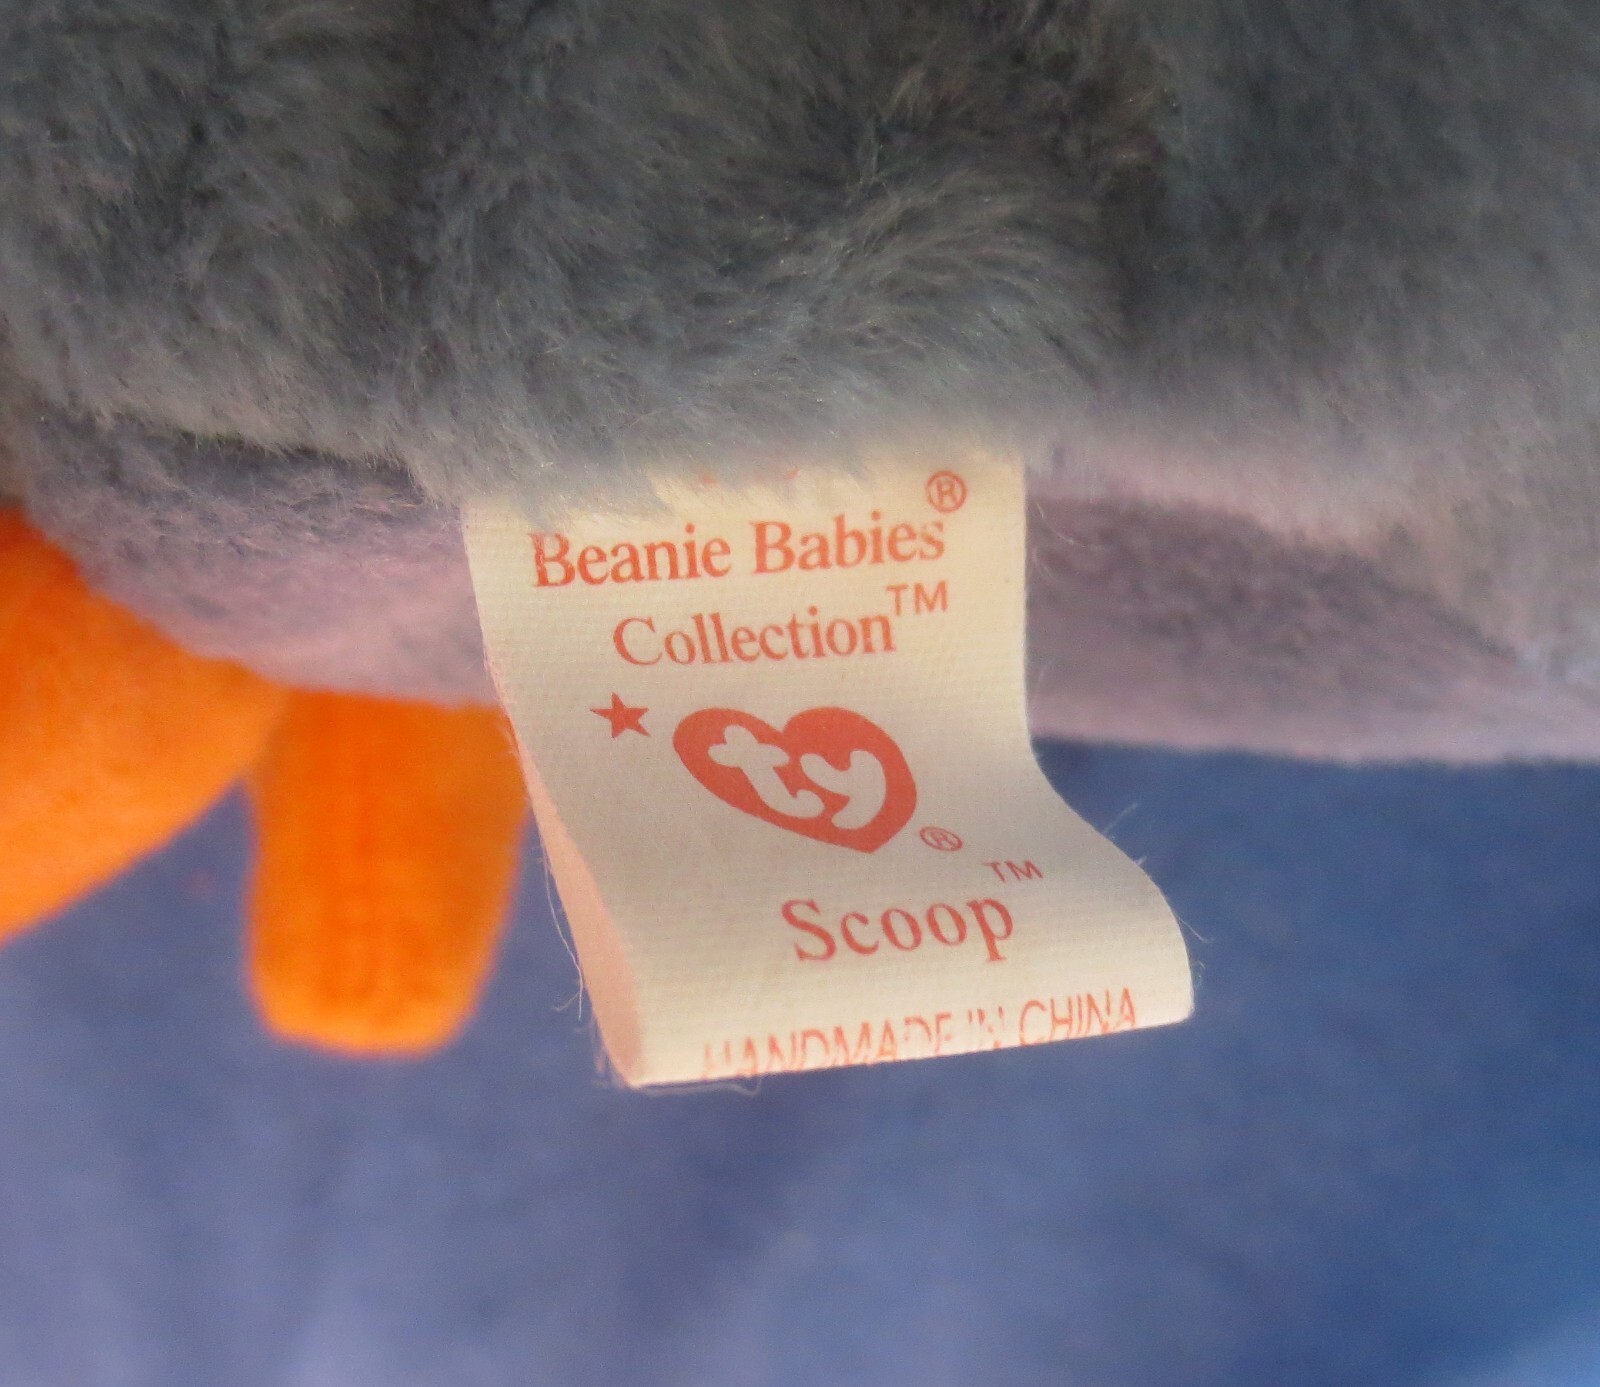 Beanie Babies®
Collection™
ty®
Scoop™
HANDMADE IN CHINA